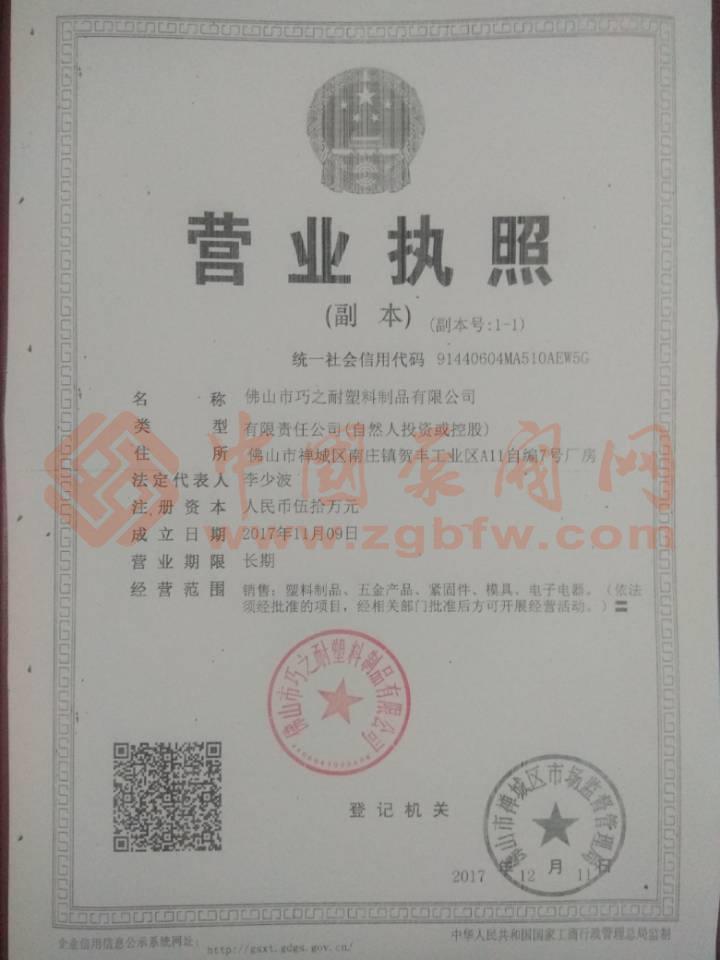 营业执照
(副 本) (副本号:1-1)
统一社会信用代码 91440604MA510AEW5G
名 称 佛山市巧之耐塑料制品有限公司
类 型 有限责任公司(自然人投资或控股)
住 所 佛山市禅城区南庄镇贺丰工业区A11自编7号厂房
法定代表人 李少波
注册资本 人民币伍拾万元
成立日期 2017年11月09日
营业期限 长期
经营范围 销售：塑料制品、五金产品、紧固件、模具、电子电器。（依法
须经批准的项目，经相关部门批准后方可开展经营活动。）〓
中国泵阀网
www.zgbfw.com
佛山市巧之耐塑料制品有限公司
登记机关
佛山市禅城区市场监督管理局
2017 年 12 月 11 日
企业信用信息公示系统网址： http://gsxt.gdgs.gov.cn/
中华人民共和国国家工商行政管理总局监制